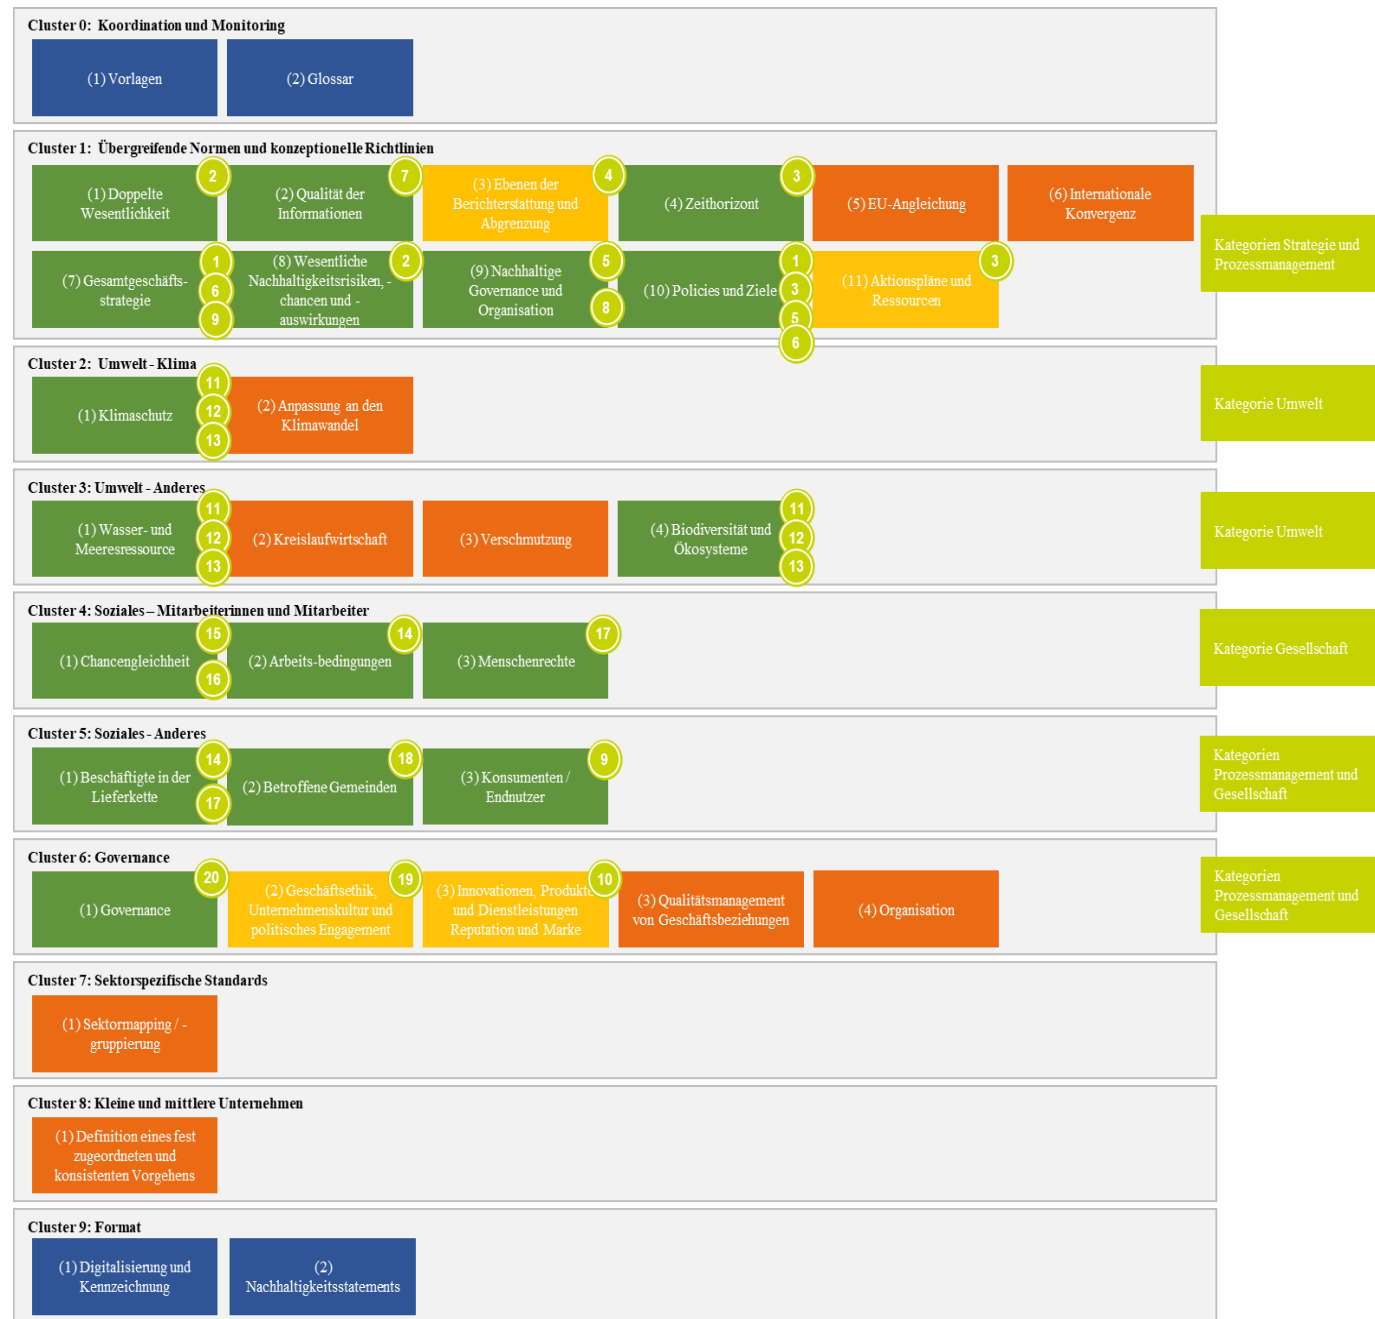 Cluster 0: Koordination und Monitoring
(1) Vorlagen
(2) Glossar
Cluster 1: Übergreifende Normen und konzeptionelle Richtlinien
(1) Doppelte
Wesentlichkeit
2
(2) Qualität der
Informationen
7
(3) Ebenen der
Berichterstattung und
Abgrenzung
4
(4) Zeithorizont
3
(5) EU-Angleichung
(6) Internationale
Konvergenz
(7) Gesamtgeschäfts-
strategie
1
6
9
(8) Wesentliche
Nachhaltigkeitsrisiken, -
chancen und -
auswirkungen
2
(9) Nachhaltige
Governance und
Organisation
5
8
(10) Policies und Ziele
1
3
5
6
(11) Aktionspläne und
Ressourcen
3
Kategorien Strategie und
Prozessmanagement
Cluster 2: Umwelt - Klima
(1) Klimaschutz
11
12
13
(2) Anpassung an den
Klimawandel
Kategorie Umwelt
Cluster 3: Umwelt - Anderes
(1) Wasser- und
Meeresressource
11
12
13
(2) Kreislaufwirtschaft
(3) Verschmutzung
(4) Biodiversität und
Ökosysteme
11
12
13
Kategorie Umwelt
Cluster 4: Soziales – Mitarbeiterinnen und Mitarbeiter
(1) Chancengleichheit
15
16
(2) Arbeits-bedingungen
14
(3) Menschenrechte
17
Kategorie Gesellschaft
Cluster 5: Soziales - Anderes
(1) Beschäftigte in der
Lieferkette
14
17
(2) Betroffene Gemeinden
18
(3) Konsumenten /
Endnutzer
9
Kategorien
Prozessmanagement und
Gesellschaft
Cluster 6: Governance
(1) Governance
20
(2) Geschäftsethik,
Unternehmenskultur und
politisches Engagement
19
(3) Innovationen, Produkte
und Dienstleistungen
Reputation und Marke
10
(3) Qualitätsmanagement
von Geschäftsbeziehungen
(4) Organisation
Kategorien
Prozessmanagement und
Gesellschaft
Cluster 7: Sektorspezifische Standards
(1) Sektormapping / -
gruppierung
Cluster 8: Kleine und mittlere Unternehmen
(1) Definition eines fest
zugeordneten und
konsistenten Vorgehens
Cluster 9: Format
(1) Digitalisierung und
Kennzeichnung
(2)
Nachhaltigkeitsstatements